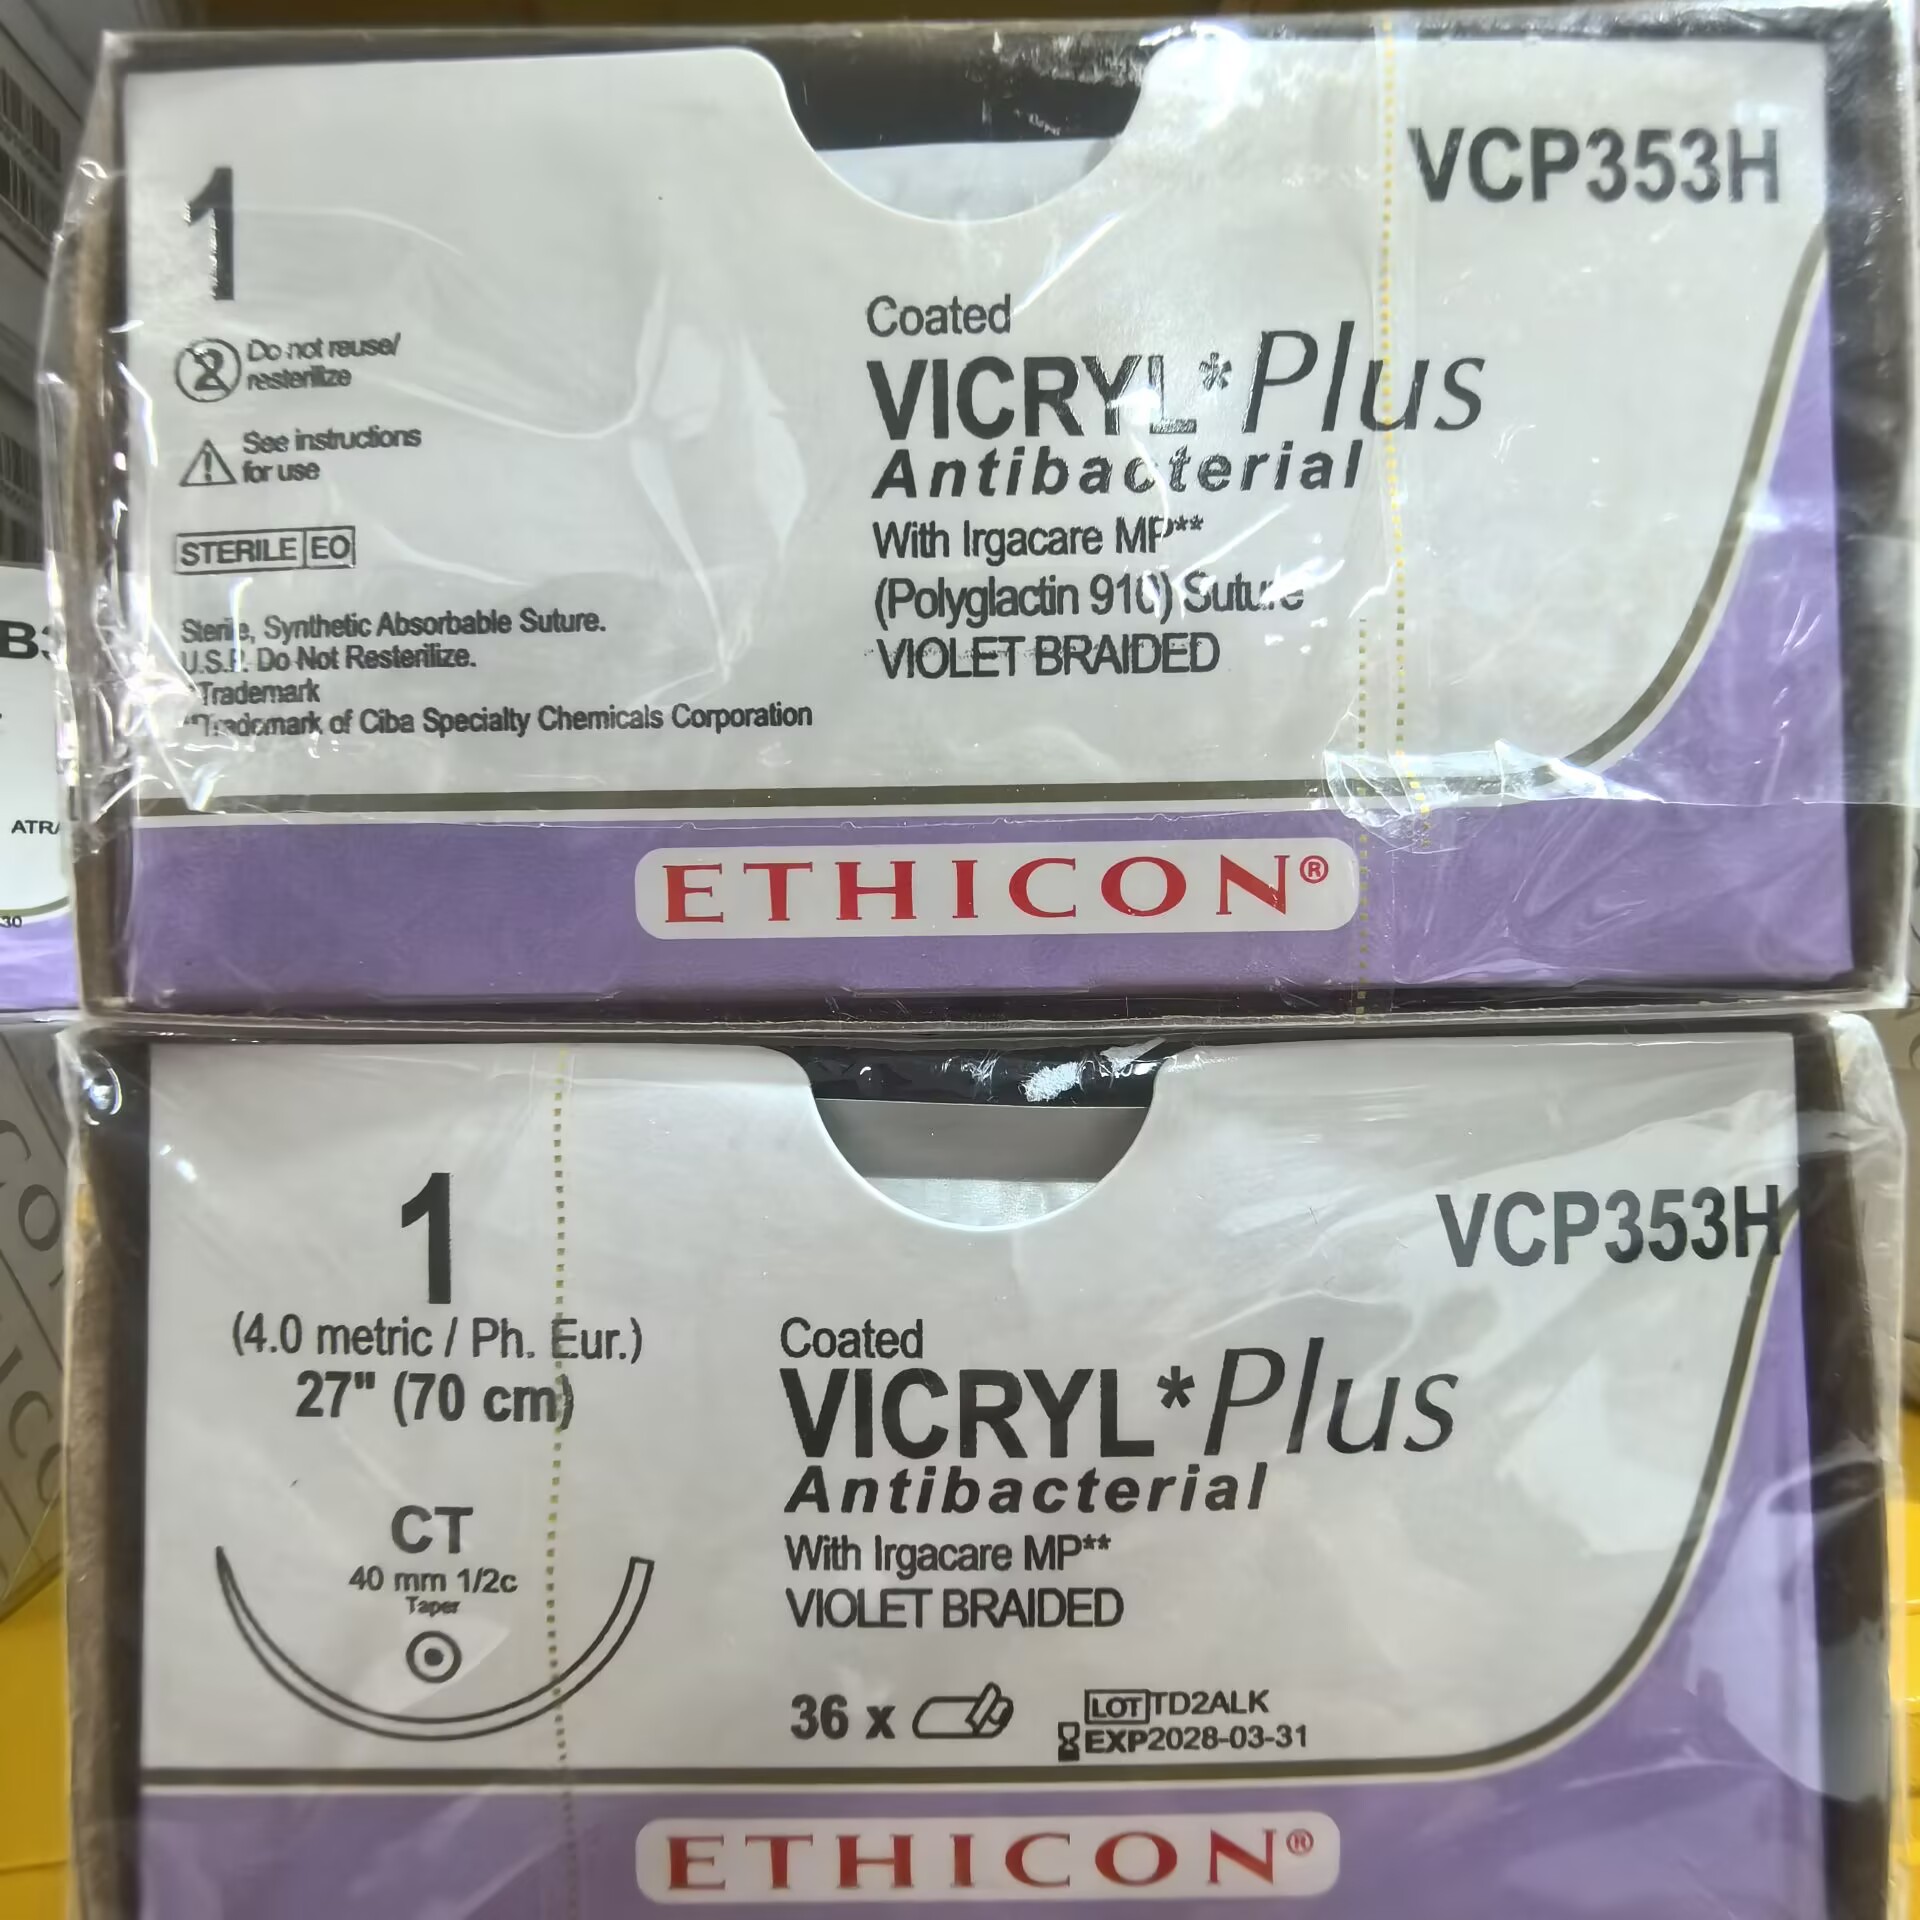 1
VCP353H
Do not reuse/
resterilize
See instructions
for use
STERILE EO
Sterile, Synthetic Absorbable Suture.
U.S.P. Do Not Resterilize.
*Trademark
**Trademark of Ciba Specialty Chemicals Corporation
Coated
VICRYL*Plus
Antibacterial
With Irgacare MP**
(Polyglactin 910) Suture
VIOLET BRAIDED
ETHICON®
ATR
30
1
(4.0 metric / Ph. Eur.)
27" (70 cm)
CT
40 mm 1/2c
Taper
VCP353H
Coated
VICRYL*Plus
Antibacterial
With Irgacare MP**
VIOLET BRAIDED
36 x
LOT TD2ALK
EXP2028-03-31
ETHICON®